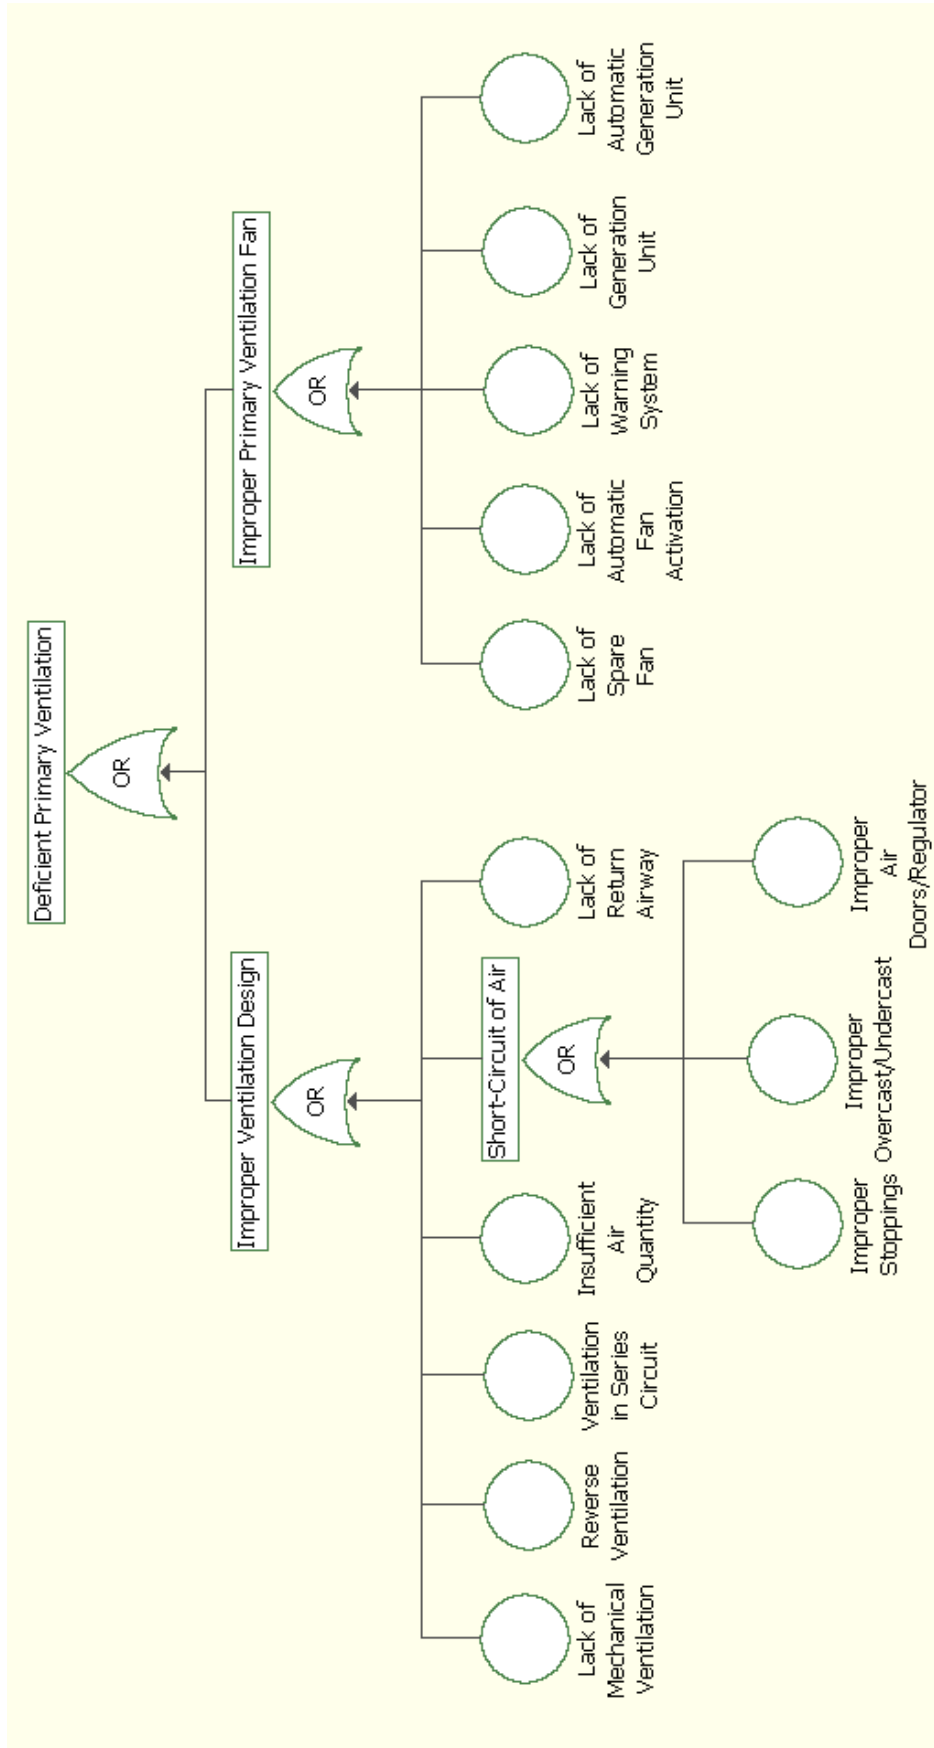 Deficient Primary Ventilation
OR
Improper Ventilation Design
OR
Improper Primary Ventilation Fan
OR
Lack of
Mechanical
Ventilation
Reverse
Ventilation
Ventilation
in Series
Circuit
Insufficient
Air
Quantity
Short-Circuit of Air
OR
Lack of
Return
Airway
Lack of
Spare
Fan
Lack of
Automatic
Fan
Activation
Lack of
Warning
System
Lack of
Generation
Unit
Lack of
Automatic
Generation
Unit
Improper
Stoppings
Improper
Overcast/Undercast
Improper
Air
Doors/Regulator